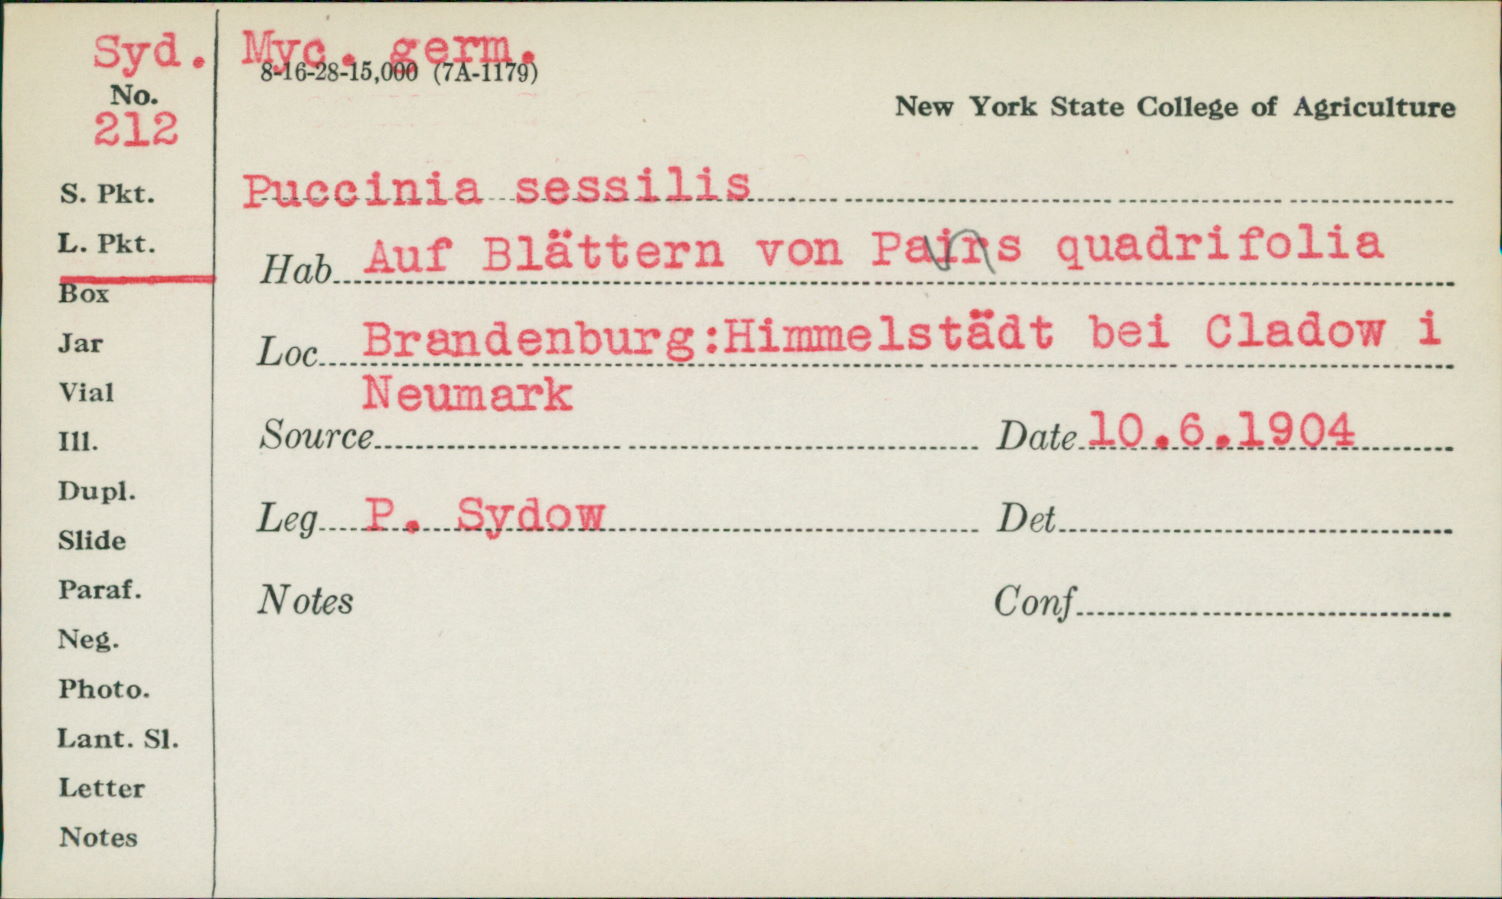 Syd. Myc. germ.
8-16-28-15,000 (7A-1179)
No.
212
New York State College of Agriculture
S. Pkt.
Puccinia sessilis
L. Pkt.
Hab. Auf Blättern von Pairs quadrifolia
Box
Jar
Loc. Brandenburg:Himmelstädt bei Cladow i
Vial
Neumark
Ill.
Source
Date 10.6.1904
Dupl.
Leg. P. Sydow
Det.
Slide
Paraf.
Notes
Conf.
Neg.
Photo.
Lant. Sl.
Letter
Notes